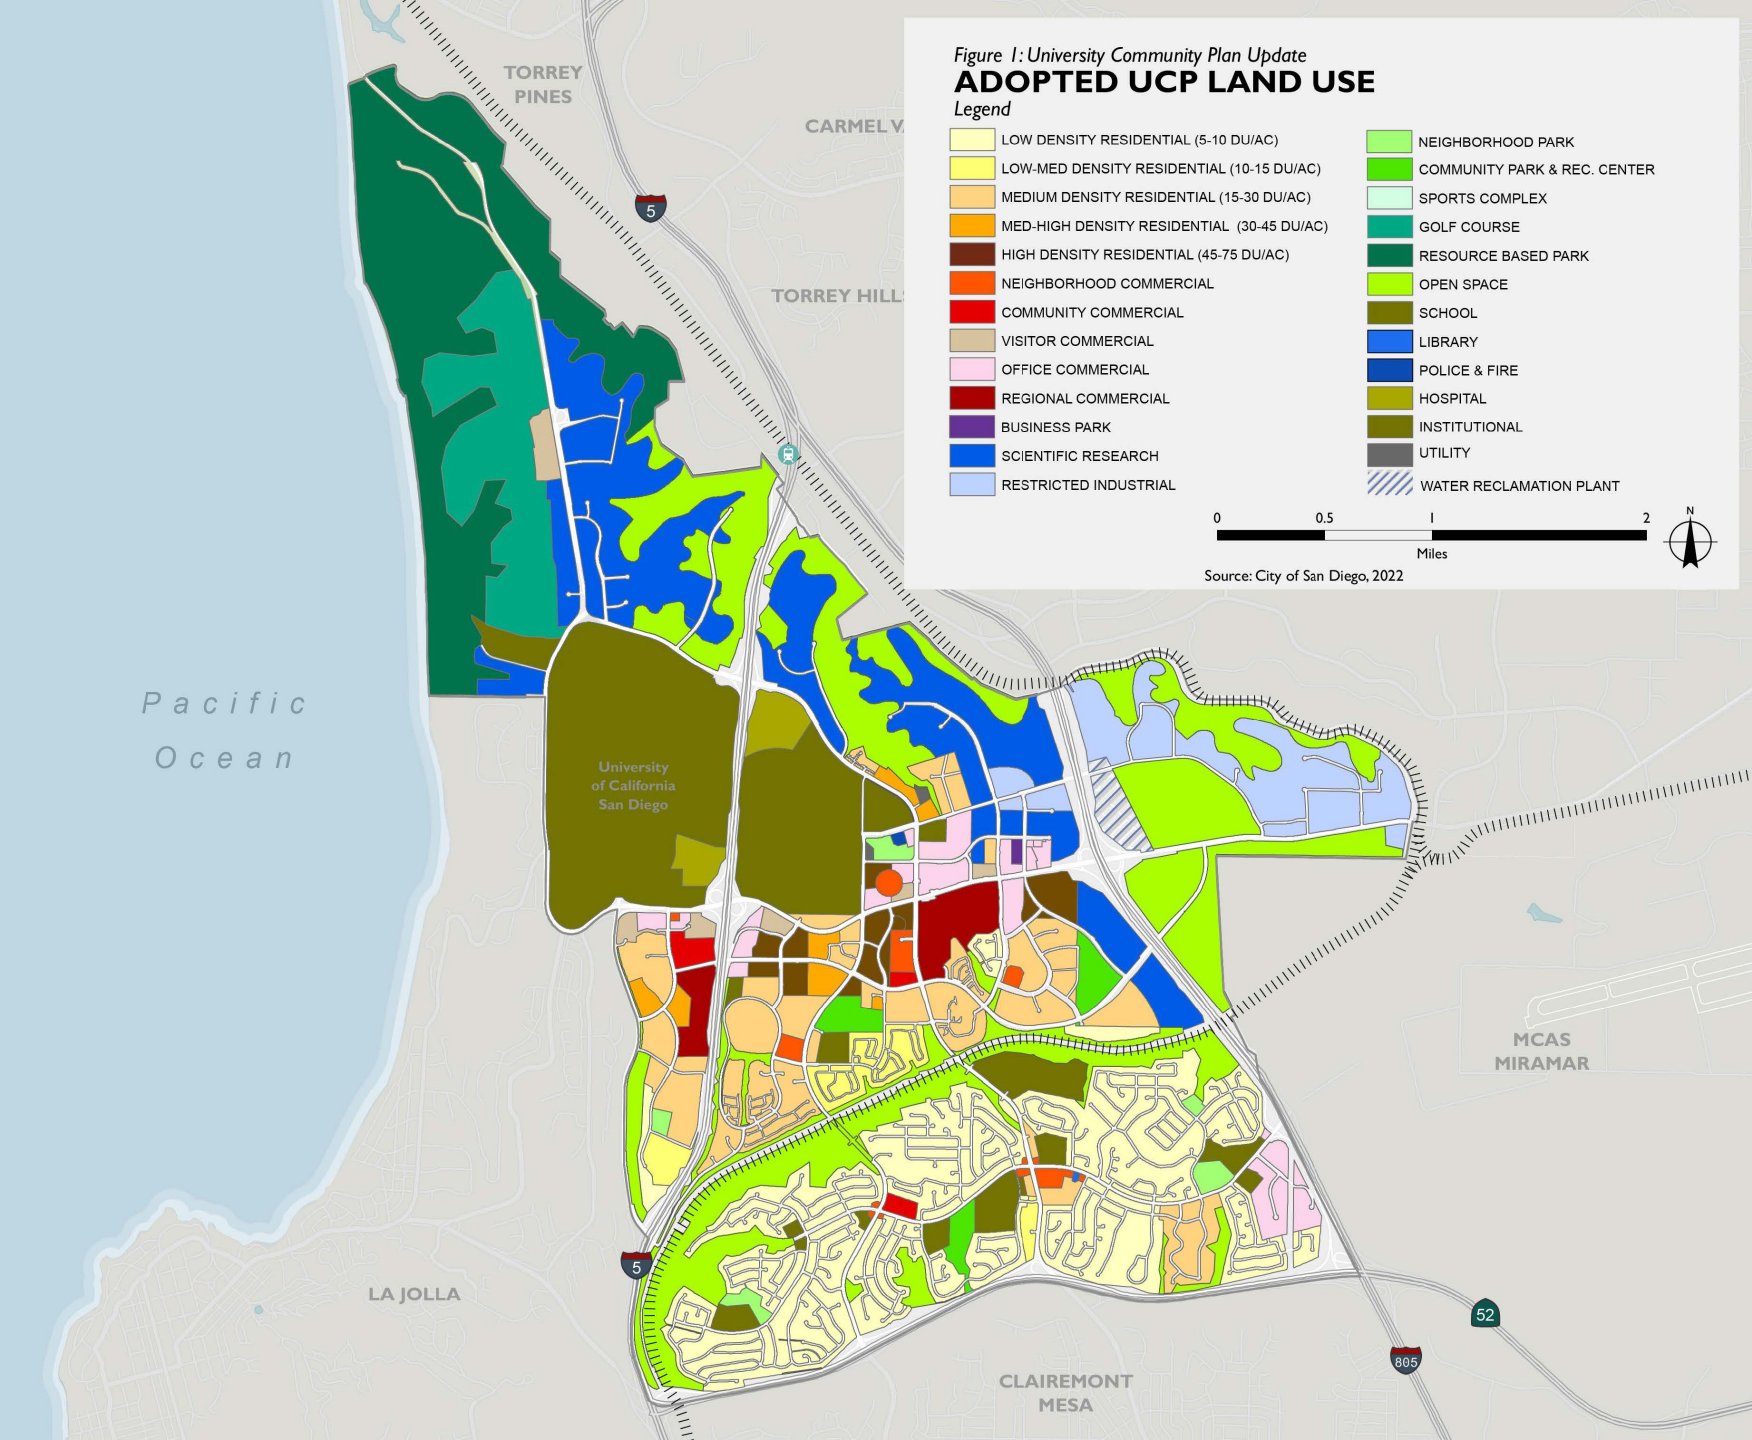 Figure 1: University Community Plan Update
ADOPTED UCP LAND USE
Legend
LOW DENSITY RESIDENTIAL (5-10 DU/AC)
LOW-MED DENSITY RESIDENTIAL (10-15 DU/AC)
MEDIUM DENSITY RESIDENTIAL (15-30 DU/AC)
MED-HIGH DENSITY RESIDENTIAL (30-45 DU/AC)
HIGH DENSITY RESIDENTIAL (45-75 DU/AC)
NEIGHBORHOOD COMMERCIAL
COMMUNITY COMMERCIAL
VISITOR COMMERCIAL
OFFICE COMMERCIAL
REGIONAL COMMERCIAL
BUSINESS PARK
SCIENTIFIC RESEARCH
RESTRICTED INDUSTRIAL
NEIGHBORHOOD PARK
COMMUNITY PARK & REC. CENTER
SPORTS COMPLEX
GOLF COURSE
RESOURCE BASED PARK
OPEN SPACE
SCHOOL
LIBRARY
POLICE & FIRE
HOSPITAL
INSTITUTIONAL
UTILITY
WATER RECLAMATION PLANT
0 0.5 1 2
Miles
N
Source: City of San Diego, 2022
TORREY
PINES
CARMEL V
5
TORREY HILLS
Pacific
Ocean
University
of California
San Diego
MCAS
MIRAMAR
5
LA JOLLA
52
805
CLAIREMONT
MESA